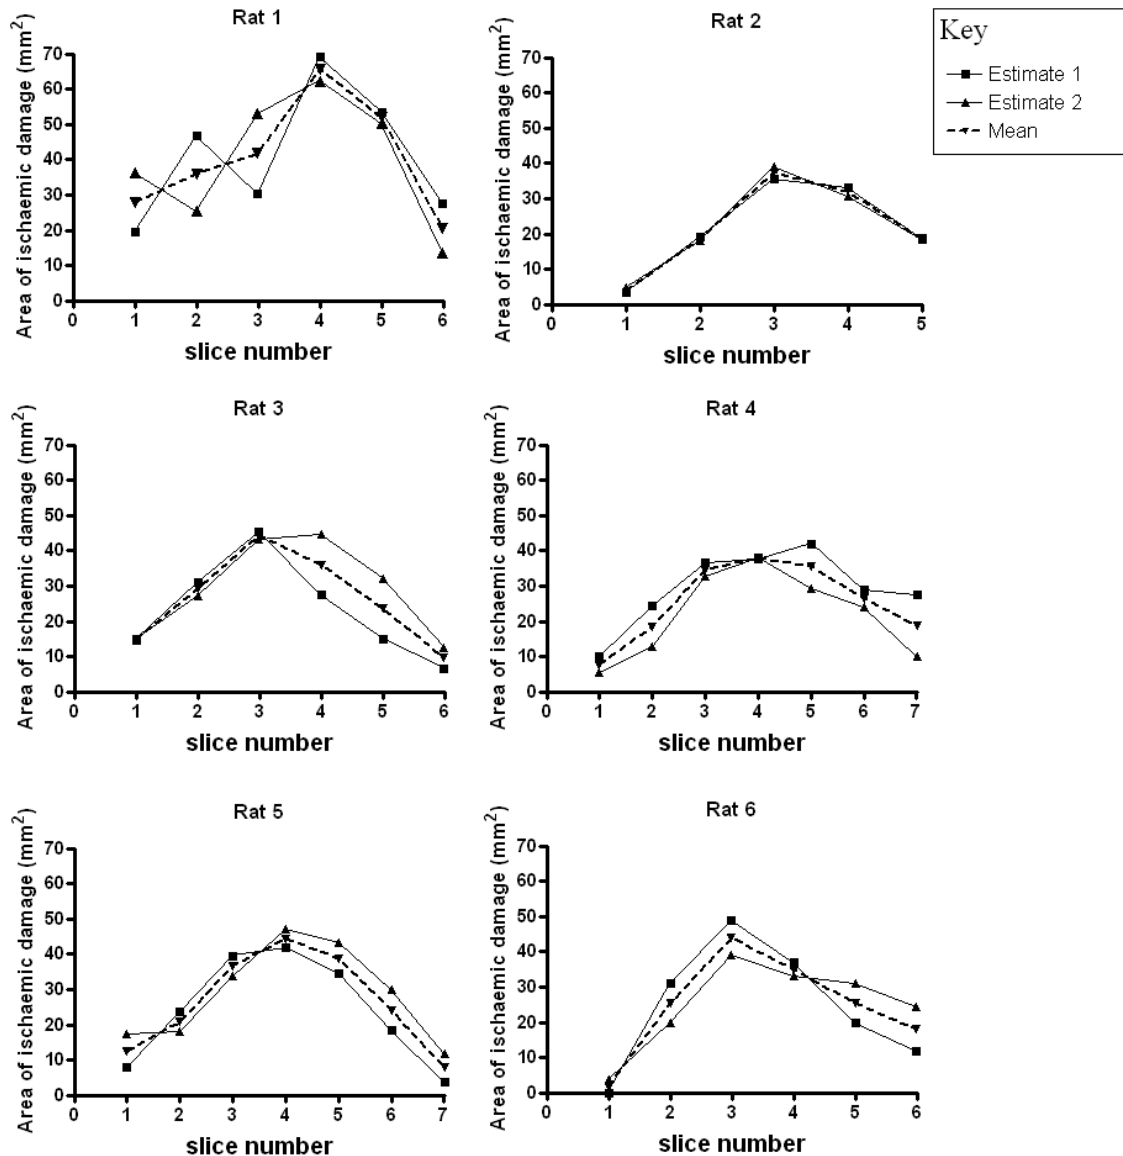 Rat 1
Area of ischaemic damage (mm²)
70
60
50
40
30
20
10
0
0 1 2 3 4 5 6
slice number
Rat 2
Area of ischaemic damage (mm²)
70
60
50
40
30
20
10
0
0 1 2 3 4 5
slice number
Key
Estimate 1
Estimate 2
Mean
Rat 3
Area of ischaemic damage (mm²)
70
60
50
40
30
20
10
0
0 1 2 3 4 5 6
slice number
Rat 4
Area of ischaemic damage (mm²)
70
60
50
40
30
20
10
0
0 1 2 3 4 5 6 7
slice number
Rat 5
Area of ischaemic damage (mm²)
70
60
50
40
30
20
10
0
0 1 2 3 4 5 6 7
slice number
Rat 6
Area of ischaemic damage (mm²)
70
60
50
40
30
20
10
0
0 1 2 3 4 5 6
slice number